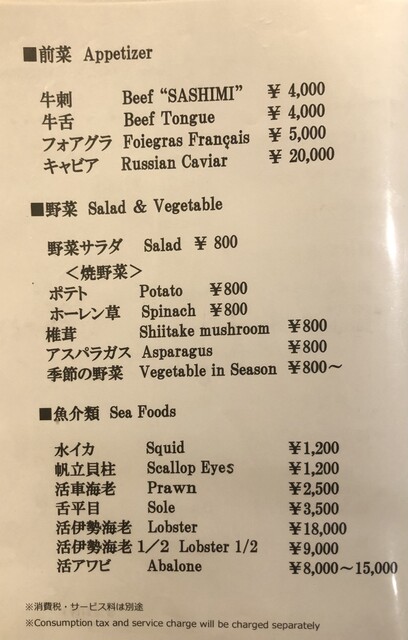 ■前菜 Appetizer
牛刺 Beef “SASHIMI” ¥ 4,000
牛舌 Beef Tongue ¥ 4,000
フォアグラ Foiegras Français ¥ 5,000
キャビア Russian Caviar ¥ 20,000
■野菜 Salad & Vegetable
野菜サラダ Salad ¥ 800
＜焼野菜＞
ポテト Potato ¥800
ホーレン草 Spinach ¥800
椎茸 Shiitake mushroom ¥800
アスパラガス Asparagus ¥800
季節の野菜 Vegetable in Season ¥800～
■魚介類 Sea Foods
水イカ Squid ¥1,200
帆立貝柱 Scallop Eyes ¥1,200
活車海老 Prawn ¥2,500
舌平目 Sole ¥3,500
活伊勢海老 Lobster ¥18,000
活伊勢海老 1／2 Lobster 1/2 ¥9,000
活アワビ Abalone ¥8,000～15,000
※消費税・サービス料は別途
※Consumption tax and service charge will be charged separately